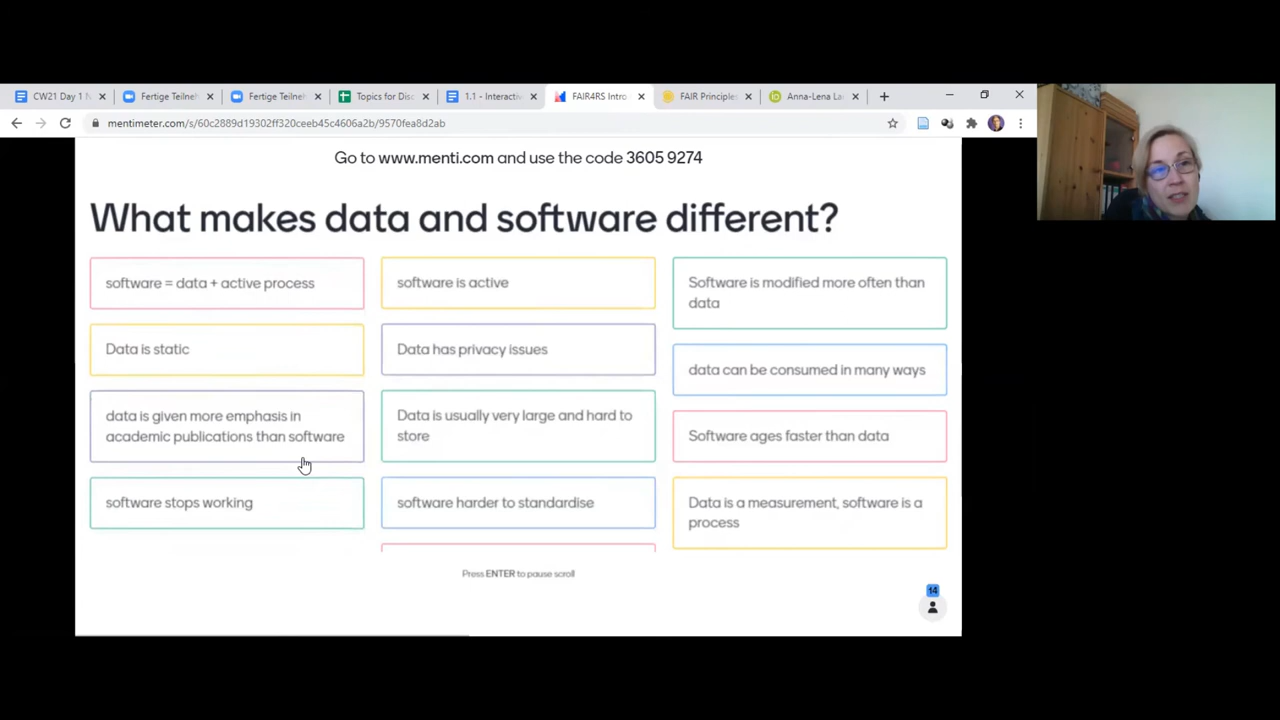 CW21 Day 1 N
Fertige Teilneh
Fertige Teilneh
Topics for Disc
1.1 - Interactiv
FAIR4RS Intro
FAIR Principles
Anna-Lena La
mentimeter.com/s/60c2889d19302ff320ceeb45c4606a2b/9570fea8d2ab
Go to www.menti.com and use the code 3605 9274
What makes data and software different?
software = data + active process
Data is static
data is given more emphasis in
academic publications than software
software stops working
software is active
Data has privacy issues
Data is usually very large and hard to
store
software harder to standardise
Software is modified more often than
data
data can be consumed in many ways
Software ages faster than data
Data is a measurement, software is a
process
Press ENTER to pause scroll
14